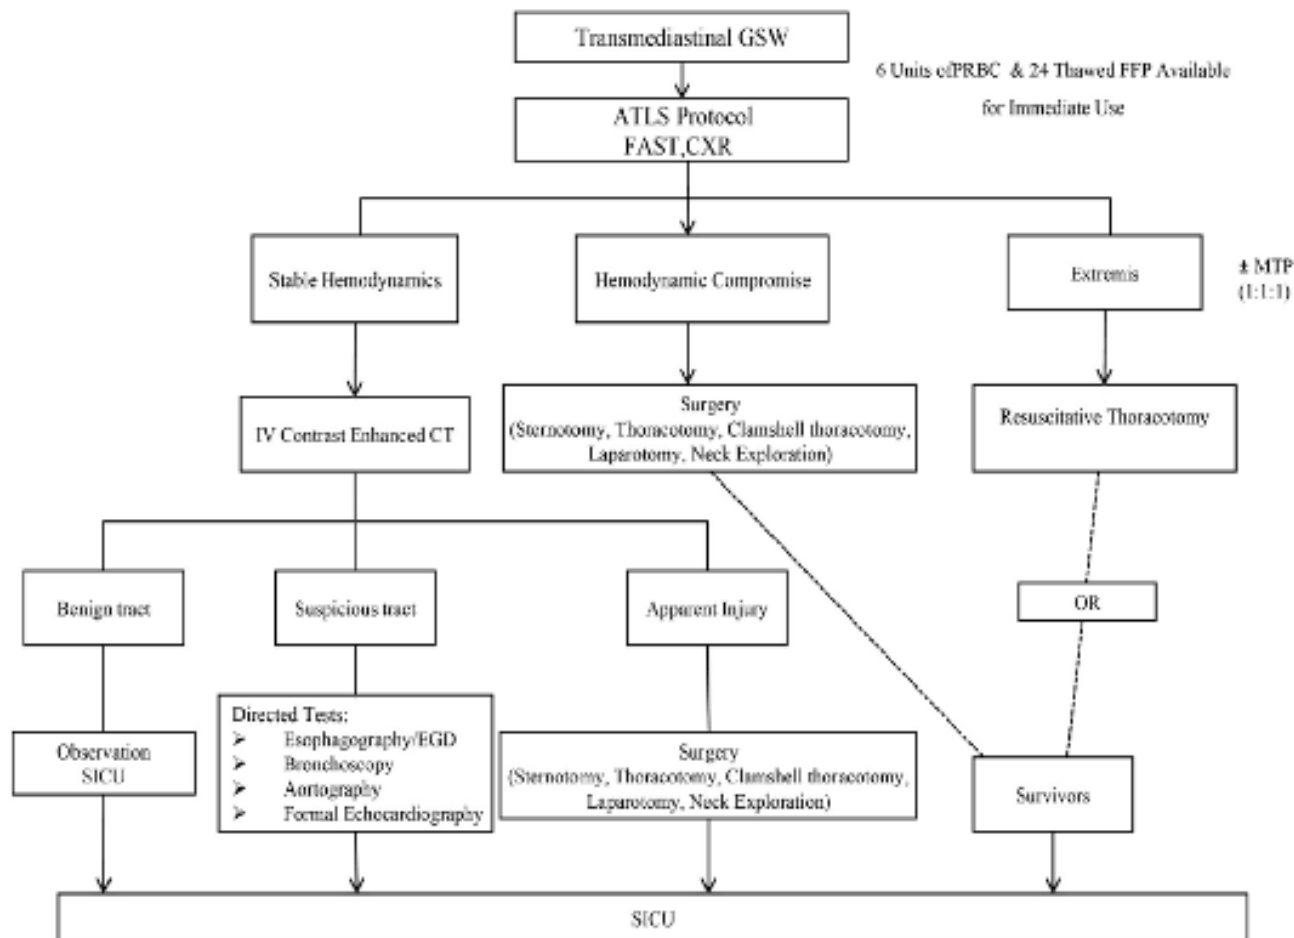 Transmediastinal GSW
6 Units ofPRBC & 24 Thawed FFP Available
for Immediate Use
ATLS Protocol
FAST,CXR
Stable Hemodynamics
Hemodynamic Compromise
Extremis
± MTP
(1:1:1)
IV Contrast Enhanced CT
Surgery
(Sternotomy, Thoracotomy, Clamshell thoracotomy,
Laparotomy, Neck Exploration)
Resuscitative Thoracotomy
Benign tract
Suspicious tract
Apparent Injury
OR
Observation
SICU
Directed Tests:
➢ Esophagography/EGD
➢ Bronchoscopy
➢ Aortography
➢ Formal Echocardiography
Surgery
(Sternotomy, Thoracotomy, Clamshell thoracotomy,
Laparotomy, Neck Exploration)
Survivors
SICU